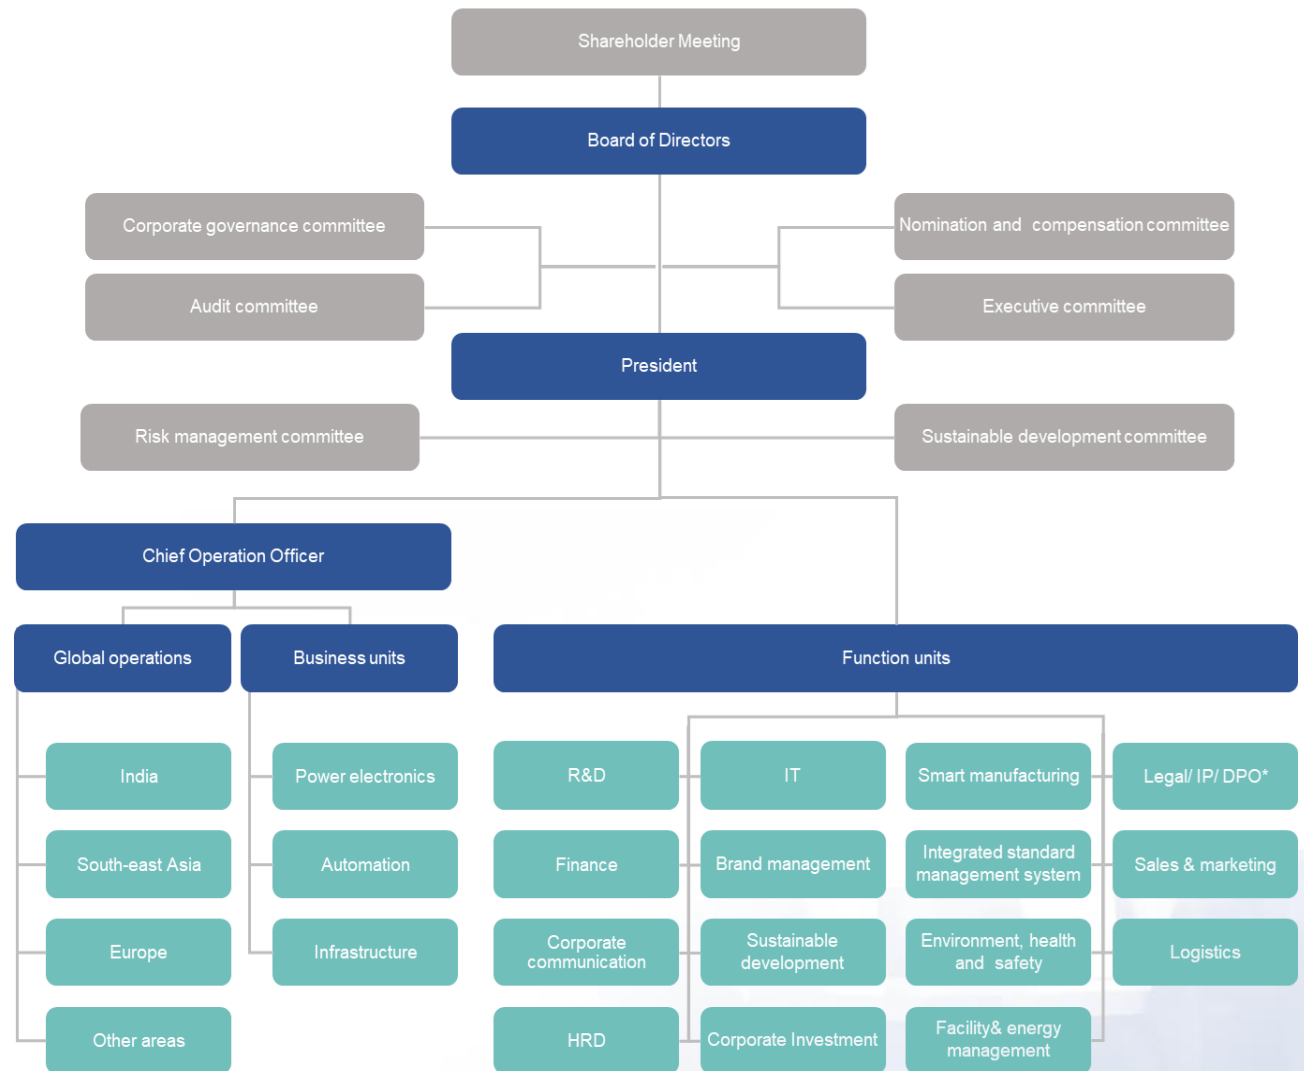 Shareholder Meeting
Board of Directors
Corporate governance committee
Nomination and compensation committee
Audit committee
Executive committee
President
Risk management committee
Sustainable development committee
Chief Operation Officer
Global operations
Business units
Function units
India
Power electronics
R&D
IT
Smart manufacturing
Legal/ IP/ DPO*
South-east Asia
Automation
Finance
Brand management
Integrated standard
management system
Sales & marketing
Europe
Infrastructure
Corporate
communication
Sustainable
development
Environment, health
and safety
Logistics
Other areas
HRD
Corporate Investment
Facility& energy
management